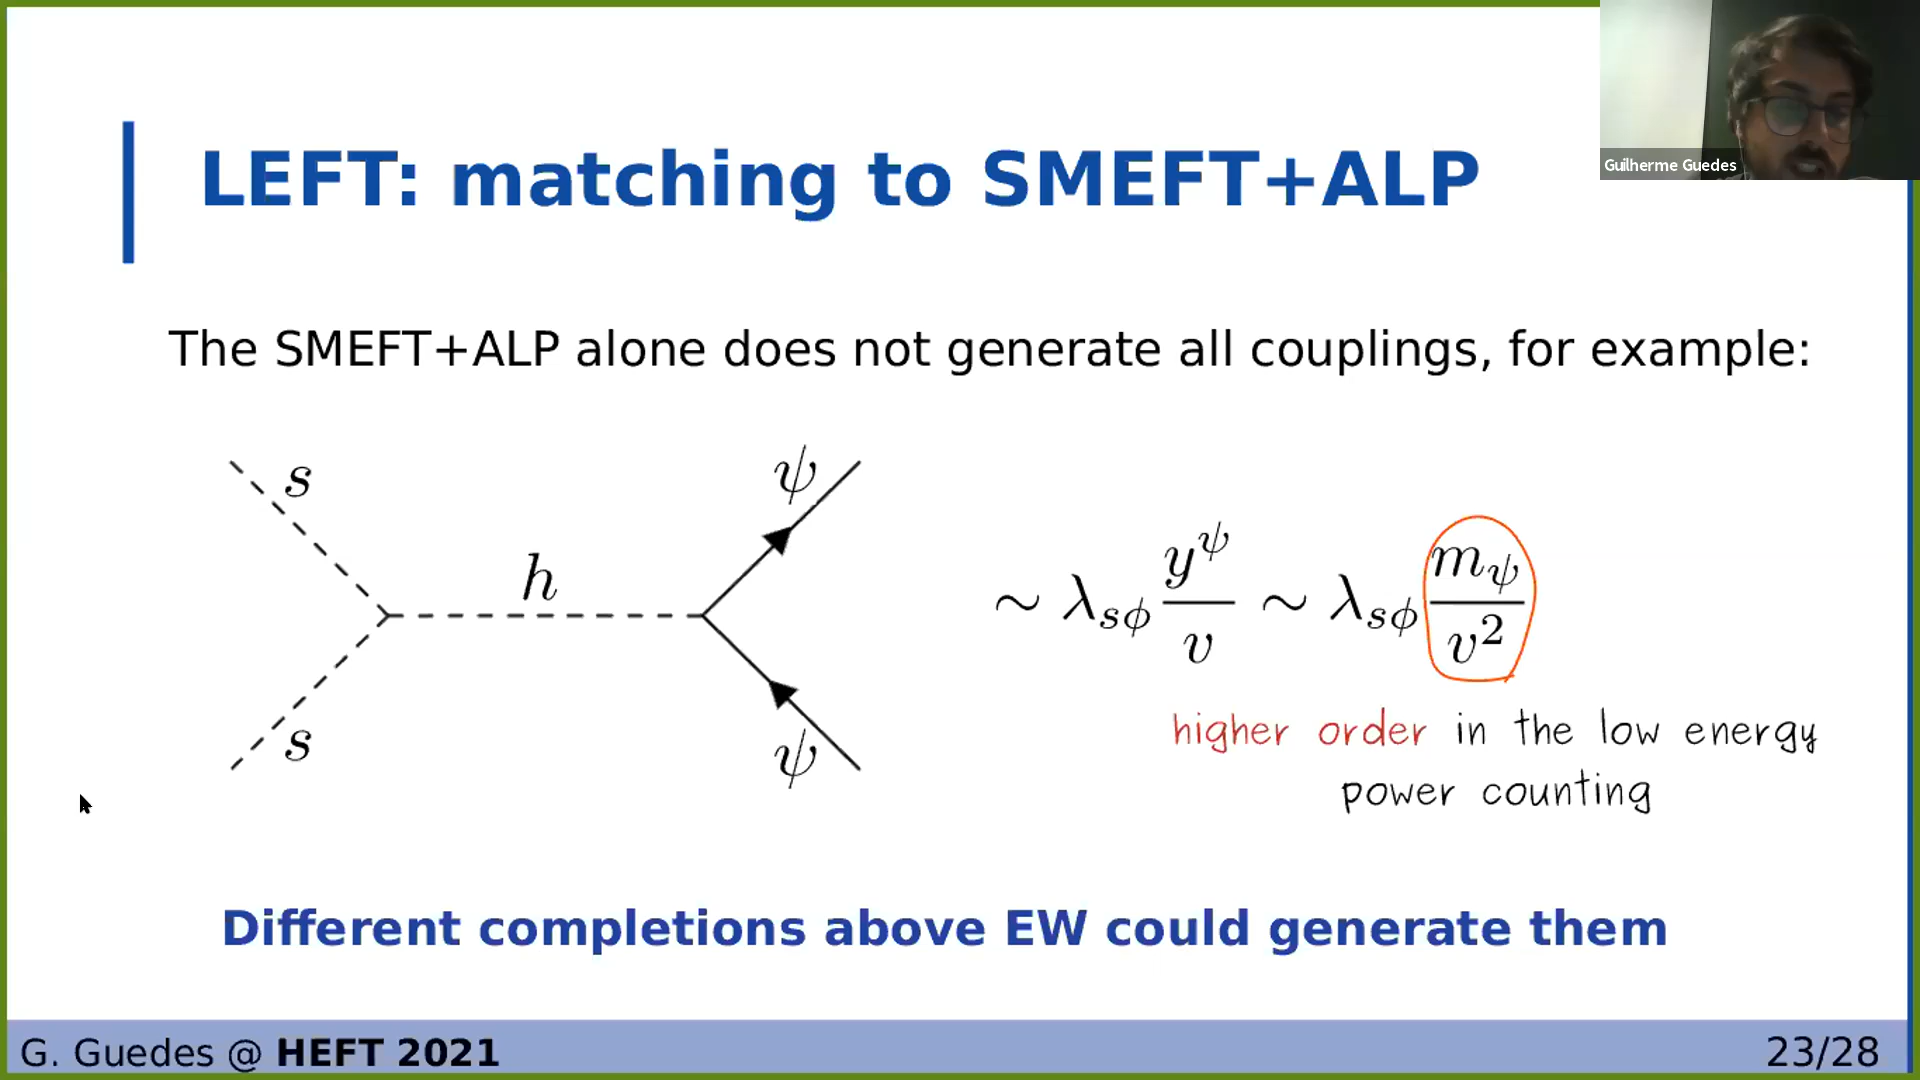 Guilherme Guedes
LEFT: matching to SMEFT+ALP
The SMEFT+ALP alone does not generate all couplings, for example:
s
s
h
ψ
ψ
∼ λ_{sϕ} y^ψ / v ∼ λ_{sϕ} m_ψ / v²
higher order in the low energy
power counting
Different completions above EW could generate them
G. Guedes @ HEFT 2021
23/28